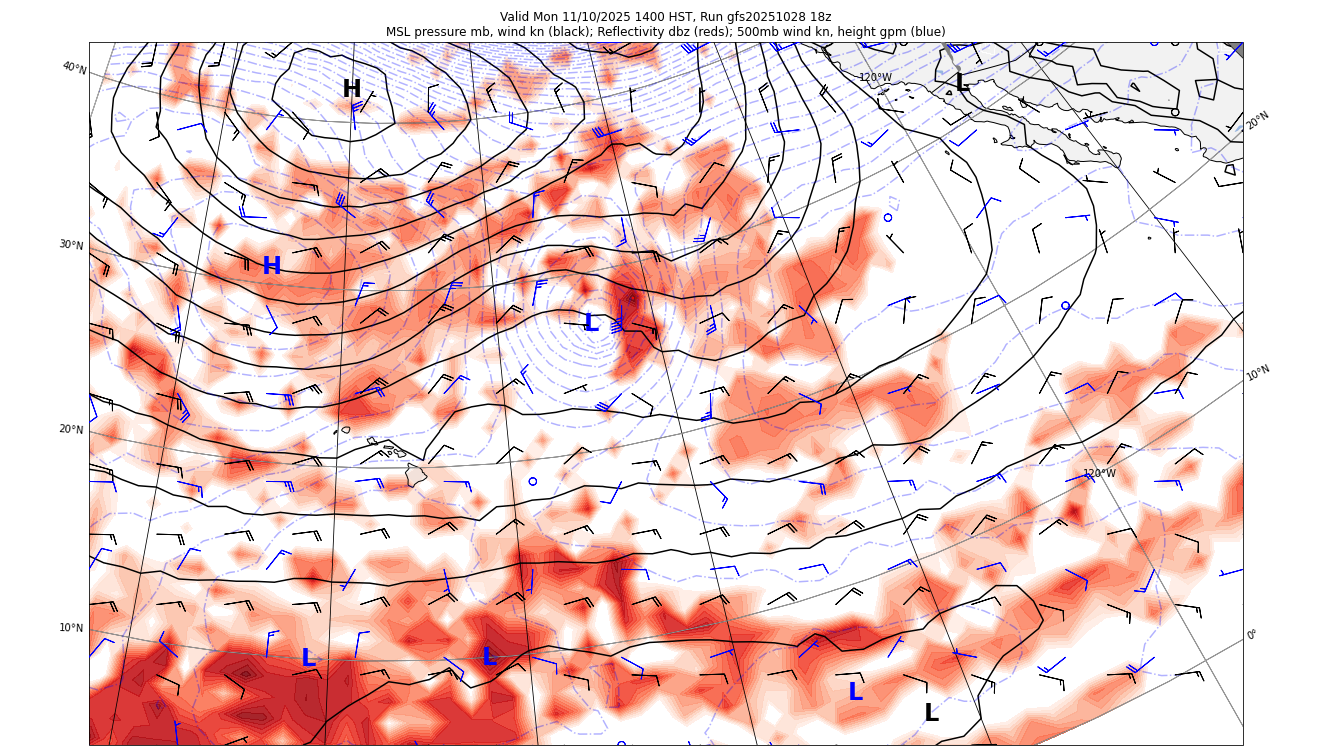 Valid Mon 11/10/2025 1400 HST, Run gfs20251028 18z
MSL pressure mb, wind kn (black); Reflectivity dbz (reds); 500mb wind kn, height gpm (blue)
40°N
120°W
H
L
20°N
30°N
H
L
10°N
20°N
120°W
10°N
0°
L
L
L
L